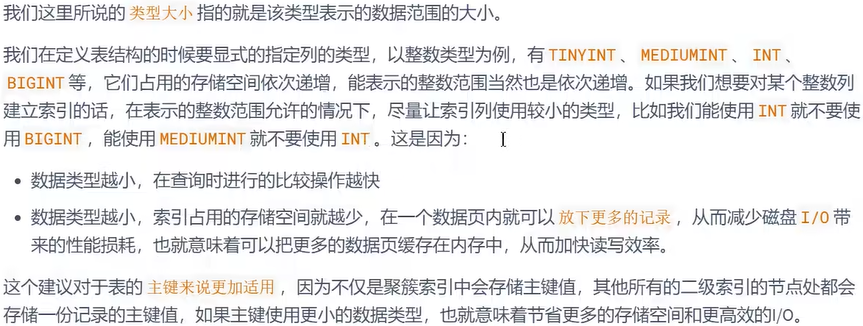 我们这里所说的 类型大小 指的就是该类型表示的数据范围的大小。
我们在定义表结构的时候要显式的指定列的类型，以整数类型为例，有 TINYINT 、 MEDIUMINT 、 INT 、
BIGINT 等，它们占用的存储空间依次递增，能表示的整数范围当然也是依次递增。如果我们想要对某个整数列
建立索引的话，在表示的整数范围允许的情况下，尽量让索引列使用较小的类型，比如我们能使用 INT 就不要使
用 BIGINT ，能使用 MEDIUMINT 就不要使用 INT 。这是因为：
• 数据类型越小，在查询时进行的比较操作越快
• 数据类型越小，索引占用的存储空间就越少，在一个数据页内就可以 放下更多的记录 ，从而减少磁盘 I/O 带
来的性能损耗，也就意味着可以把更多的数据页缓存在内存中，从而加快读写效率。
这个建议对于表的 主键来说更加适用 ，因为不仅是聚簇索引中会存储主键值，其他所有的二级索引的节点处都会
存储一份记录的主键值，如果主键使用更小的数据类型，也就意味着节省更多的存储空间和更高效的I/O。